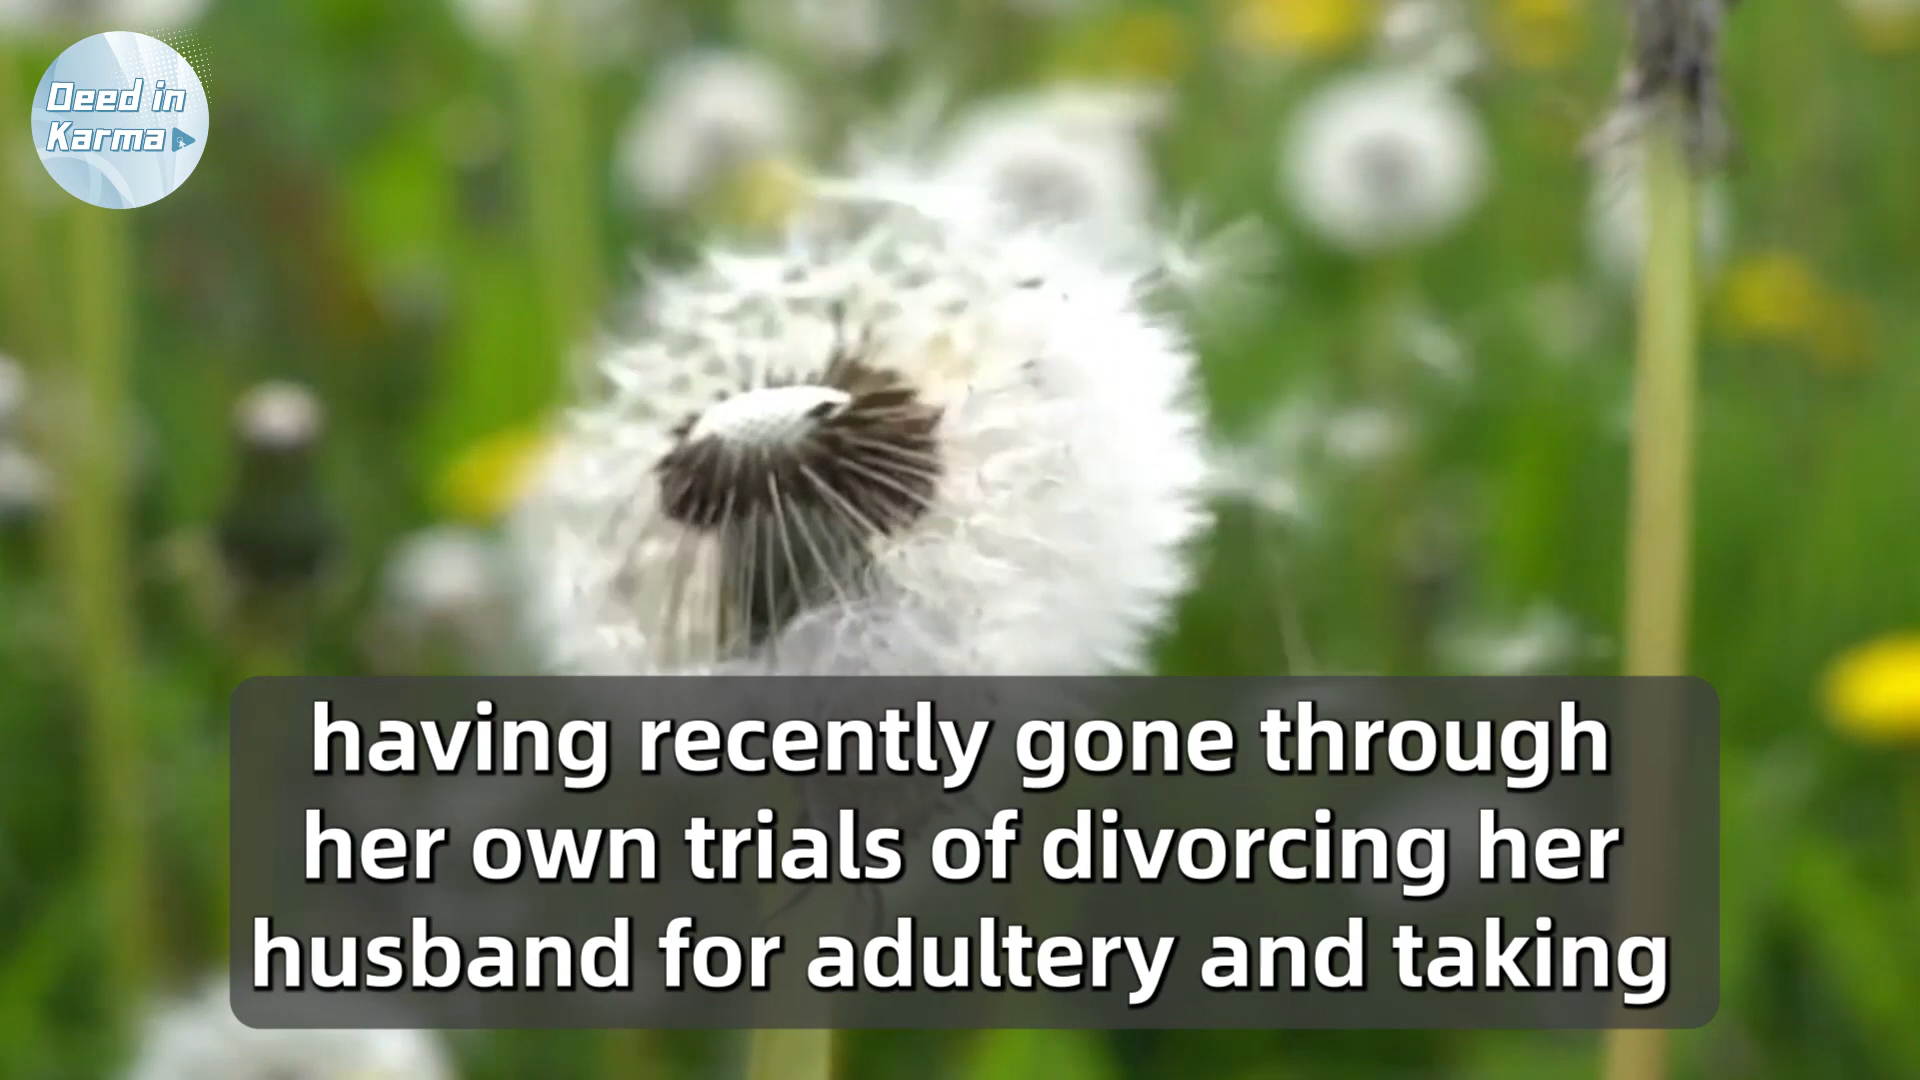 Deed in
Karma
having recently gone through
her own trials of divorcing her
husband for adultery and taking